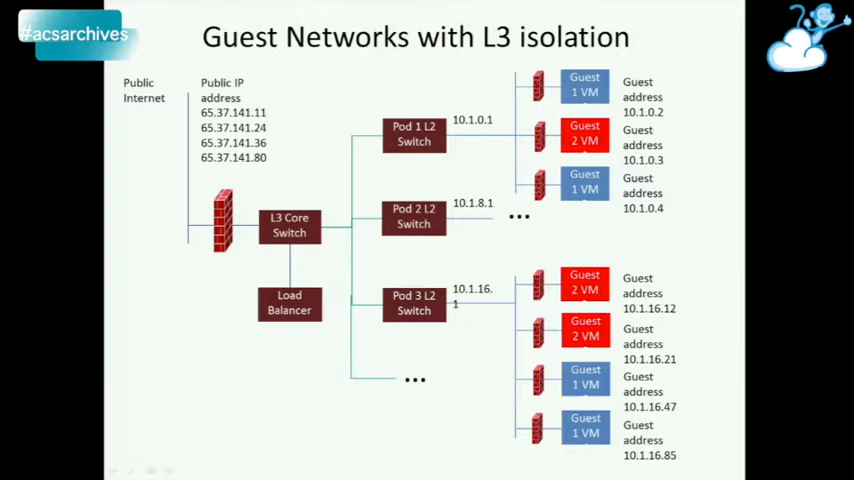 #acsarchives
Guest Networks with L3 isolation
Public
Internet
Public IP
address
65.37.141.11
65.37.141.24
65.37.141.36
65.37.141.80
L3 Core
Switch
Load
Balancer
Pod 1 L2
Switch
10.1.0.1
Pod 2 L2
Switch
10.1.8.1
...
Pod 3 L2
Switch
10.1.16.
1
...
Guest
1 VM
Guest
address
10.1.0.2
Guest
2 VM
Guest
address
10.1.0.3
Guest
1 VM
Guest
address
10.1.0.4
Guest
2 VM
Guest
address
10.1.16.12
Guest
2 VM
Guest
address
10.1.16.21
Guest
1 VM
Guest
address
10.1.16.47
Guest
1 VM
Guest
address
10.1.16.85